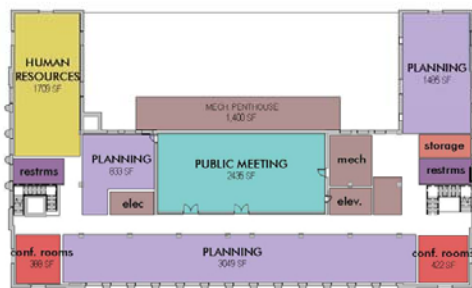 HUMAN
RESOURCES
1709 SF
PLANNING
1485 SF
MECH. PENTHOUSE
1,400 SF
restrms
PLANNING
833 SF
PUBLIC MEETING
2435 SF
mech
storage
restrms
elec
elev.
conf. rooms
388 SF
PLANNING
3049 SF
conf. rooms
422 SF